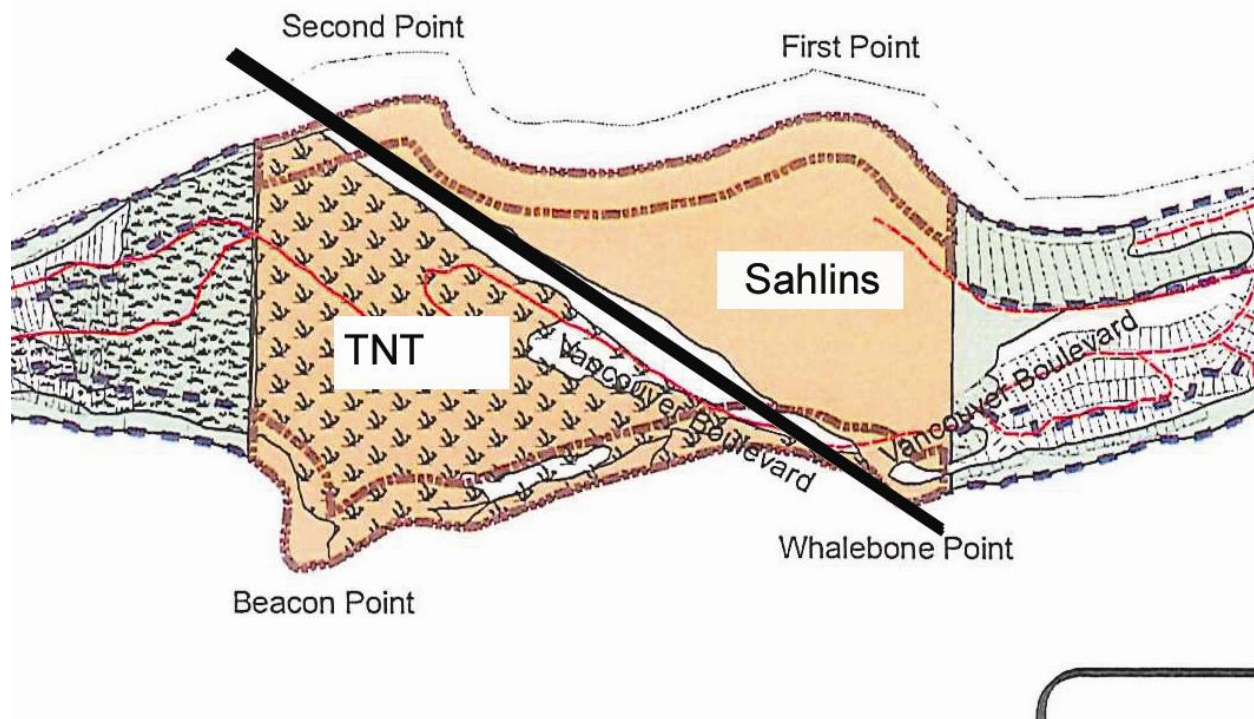 Second Point
First Point
Sahlins
TNT
Vancouver Boulevard
Vancouver Boulevard
Whalebone Point
Beacon Point